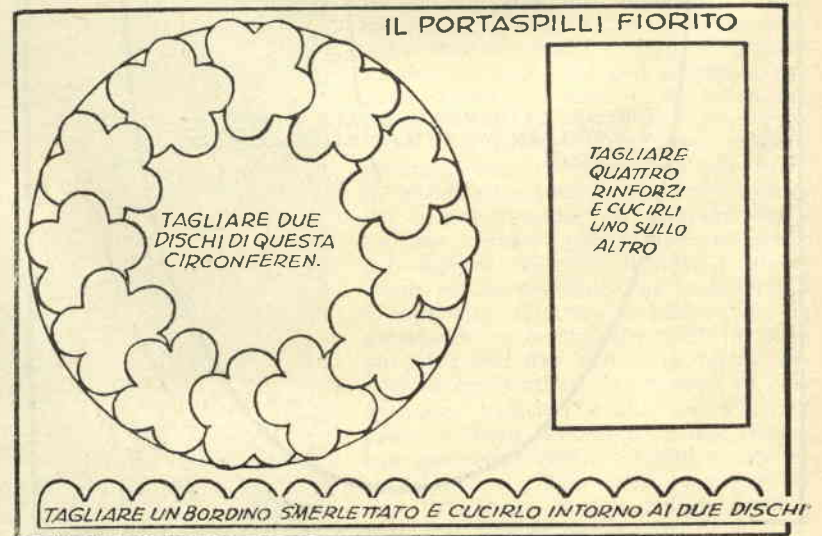 IL PORTASPILLI FIORITO
TAGLIARE DUE
DISCHI DI QUESTA
CIRCONFEREN.
TAGLIARE
QUATTRO
RINFORZI
E CUCIRLI
UNO SULLO
ALTRO
TAGLIARE UN BORDINO SMERLETTATO E CUCIRLO INTORNO AI DUE DISCHI